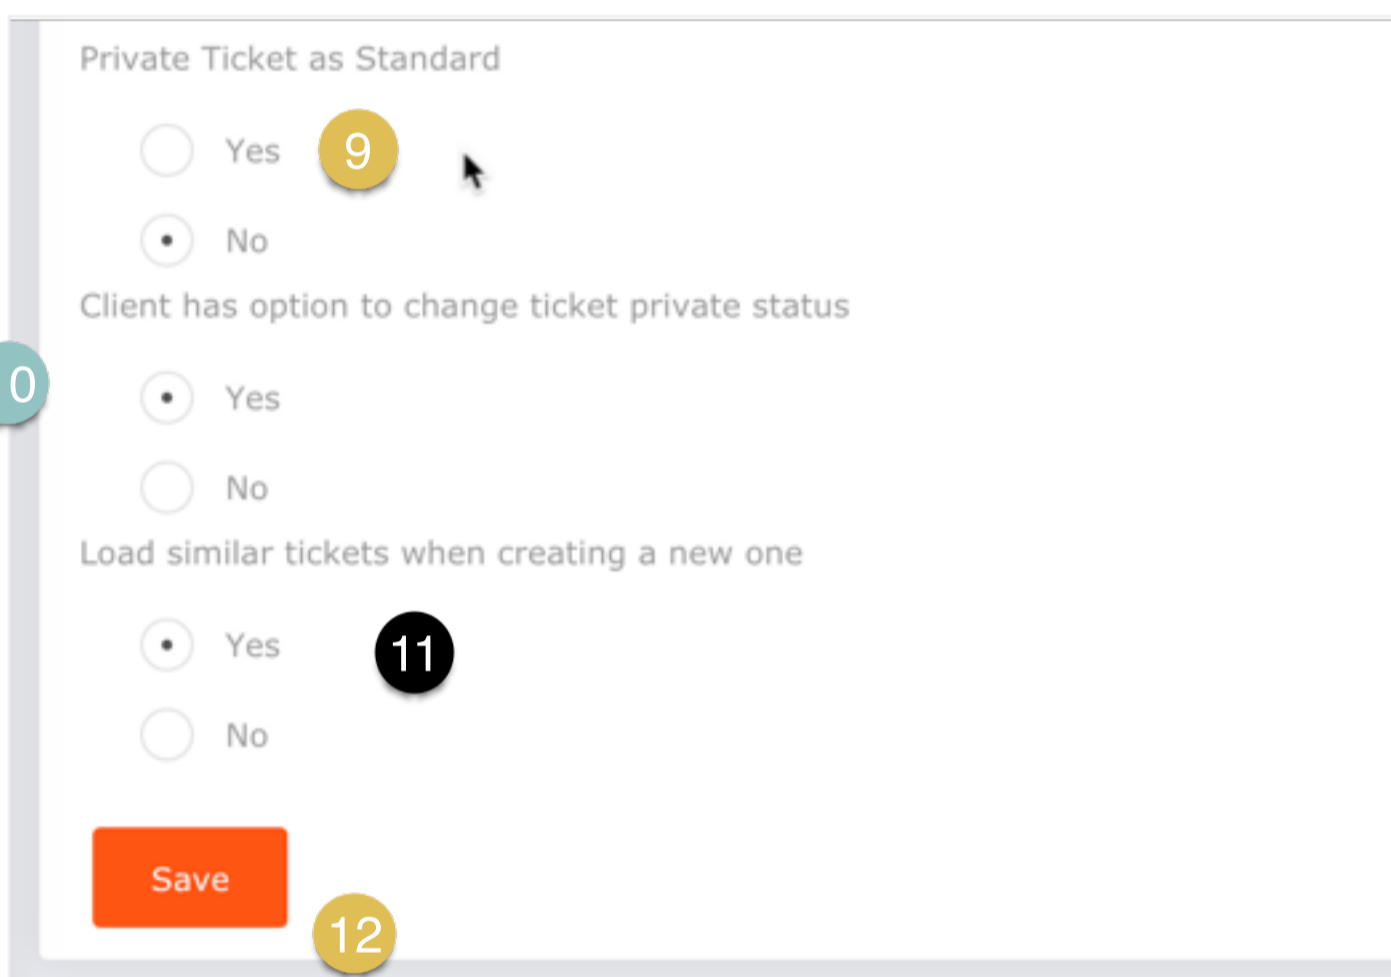 Private Ticket as Standard
Yes 9
No
Client has option to change ticket private status
0 Yes
No
Load similar tickets when creating a new one
Yes 11
No
Save
12